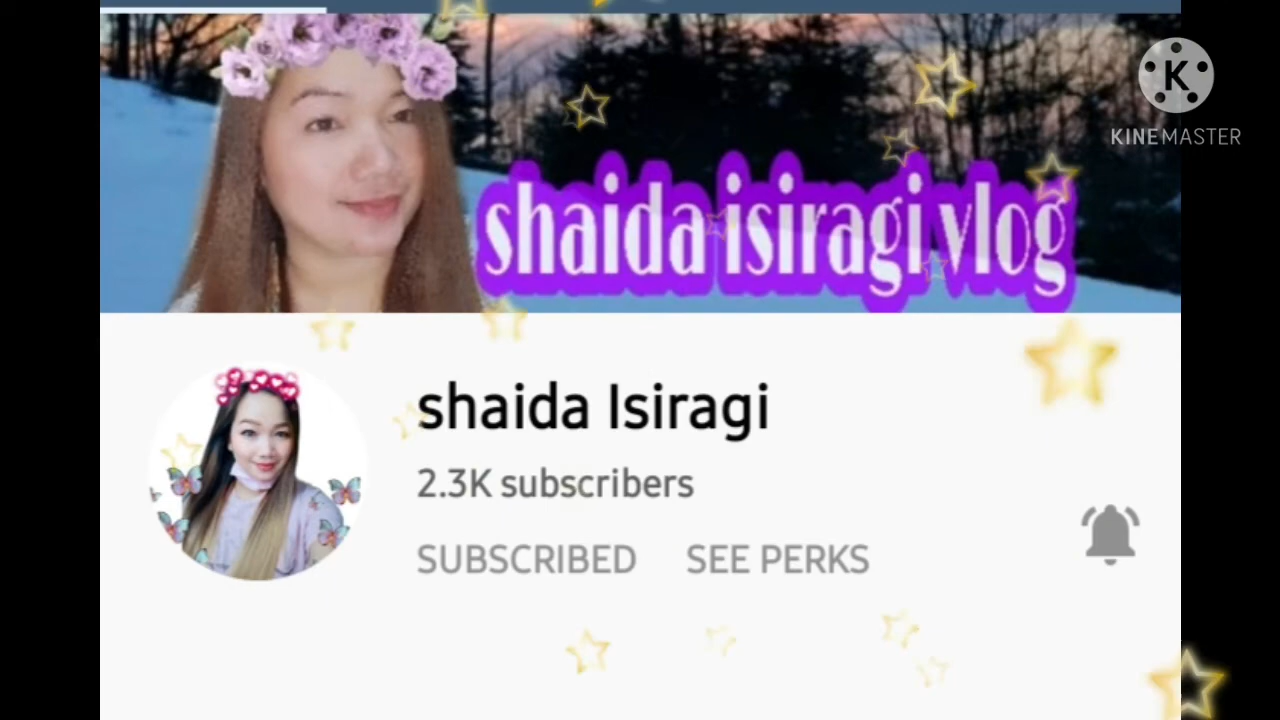 K
KINEMASTER
shaida isiragi vlog
shaida Isiragi
2.3K subscribers
SUBSCRIBED SEE PERKS